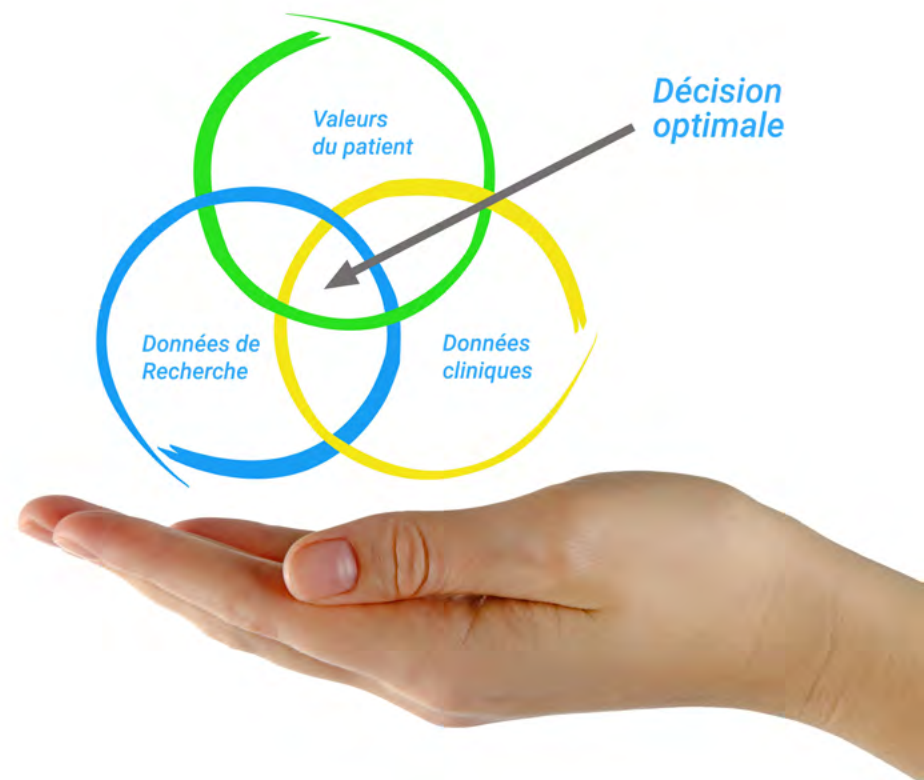 Valeurs
du patient
Décision
optimale
Données de
Recherche
Données
cliniques